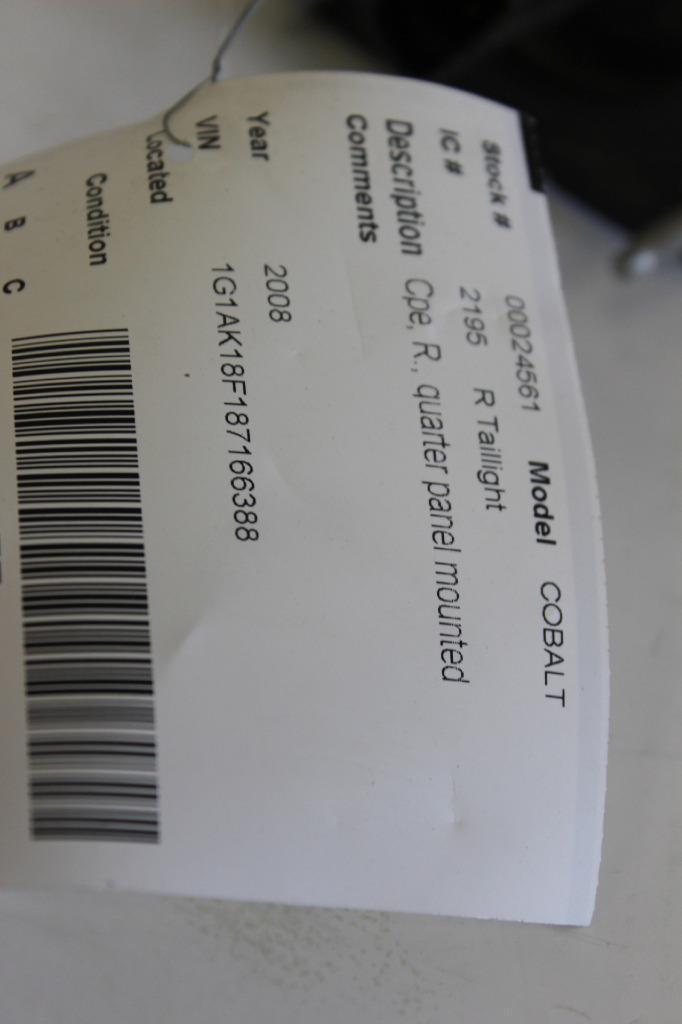 Stock # 00024561 Model COBALT
IC # 2195 R Taillight
Description Cpe, R., quarter panel mounted
Comments
Year 2008
VIN 1G1AK18F187166388
Located
Condition
A B C